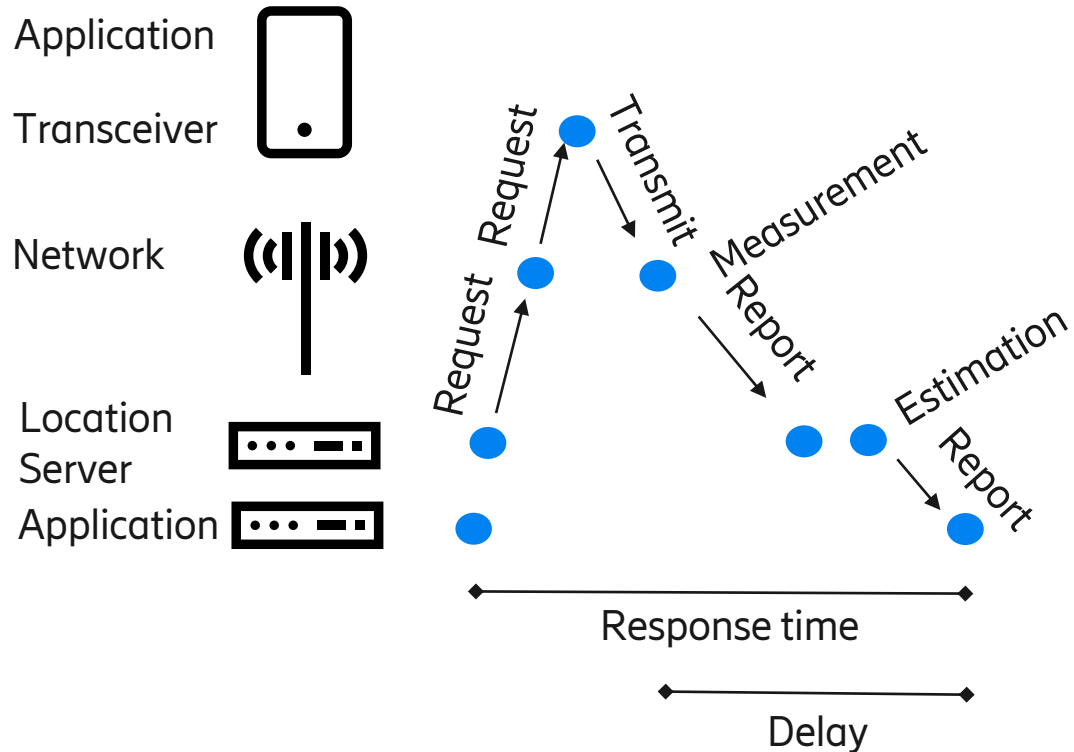 Application
Transceiver
Network
Location
Server
Application
Request
Request
Transmit
Measurement
Report
Estimation
Report
Response time
Delay